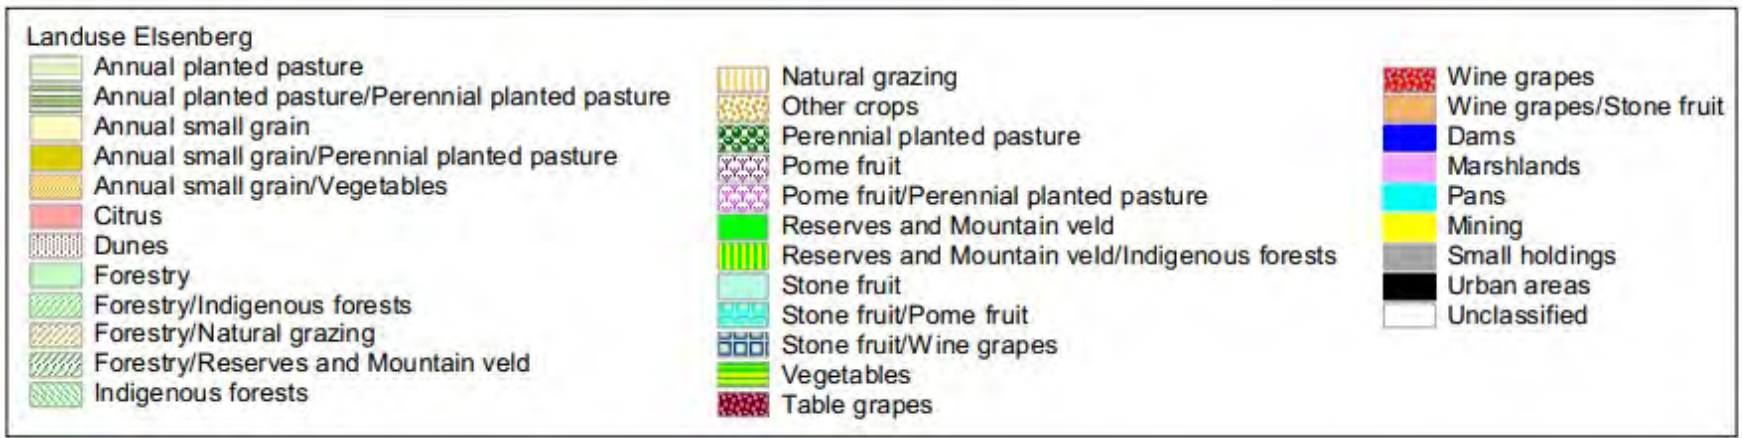 Landuse Elsenberg
Annual planted pasture
Annual planted pasture/Perennial planted pasture
Annual small grain
Annual small grain/Perennial planted pasture
Annual small grain/Vegetables
Citrus
Dunes
Forestry
Forestry/Indigenous forests
Forestry/Natural grazing
Forestry/Reserves and Mountain veld
Indigenous forests
Natural grazing
Other crops
Perennial planted pasture
Pome fruit
Pome fruit/Perennial planted pasture
Reserves and Mountain veld
Reserves and Mountain veld/Indigenous forests
Stone fruit
Stone fruit/Pome fruit
Stone fruit/Wine grapes
Vegetables
Table grapes
Wine grapes
Wine grapes/Stone fruit
Dams
Marshlands
Pans
Mining
Small holdings
Urban areas
Unclassified